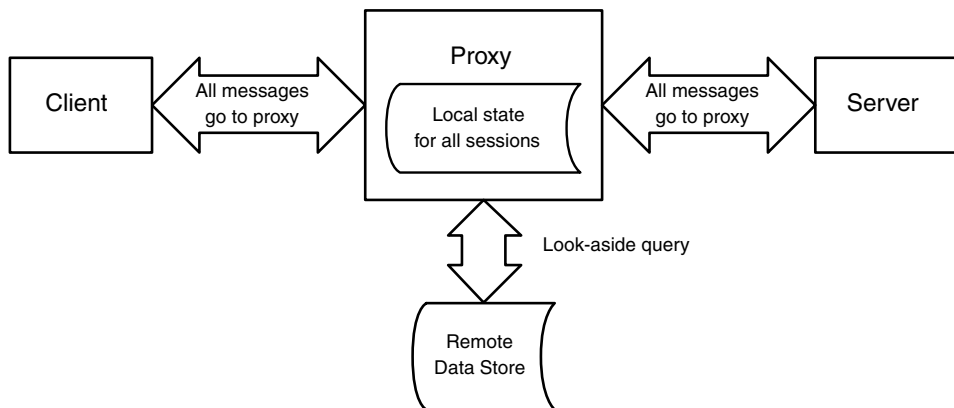 Proxy
Client
All messages
go to proxy
Local state
for all sessions
All messages
go to proxy
Server
Look-aside query
Remote
Data Store